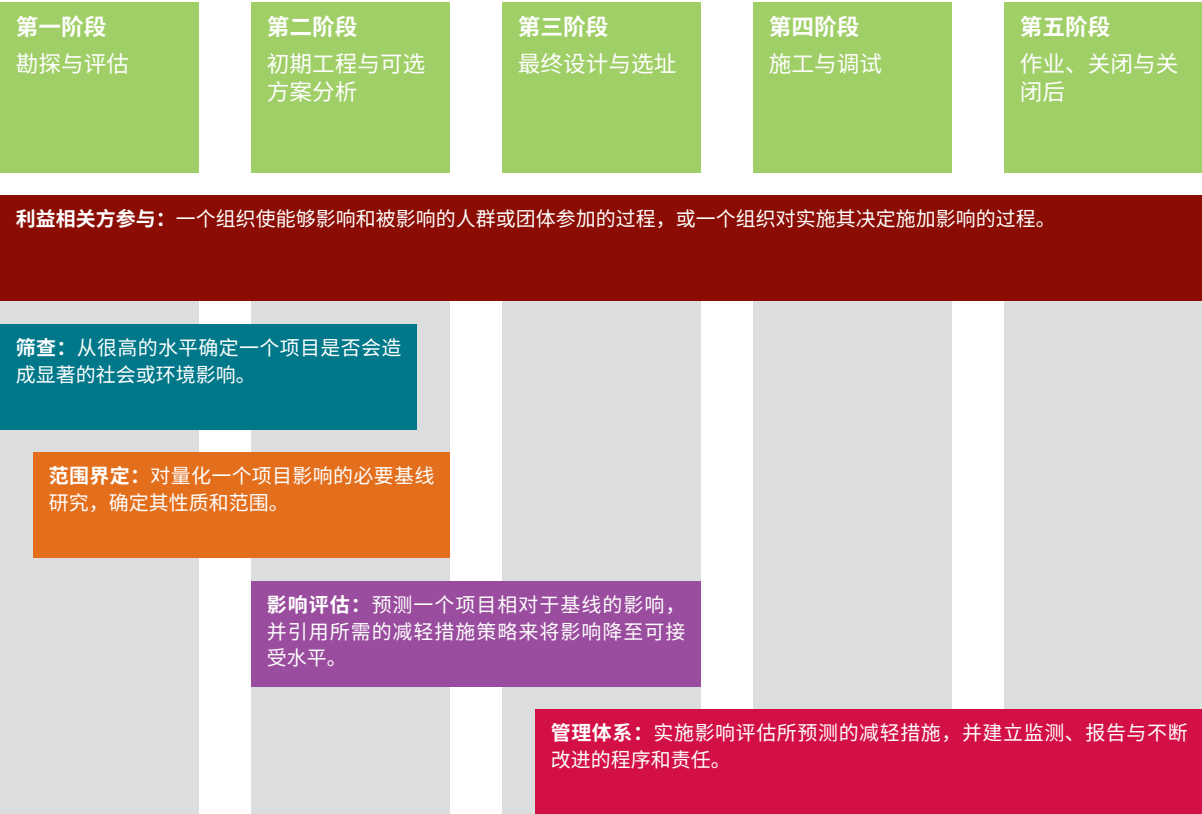 第一阶段
勘探与评估
第二阶段
初期工程与可选
方案分析
第三阶段
最终设计与选址
第四阶段
施工与调试
第五阶段
作业、关闭与关
闭后
利益相关方参与：一个组织使能够影响和被影响的人群或团体参加的过程，或一个组织对实施其决定施加影响的过程。
筛查：从很高的水平确定一个项目是否会造
成显著的社会或环境影响。
范围界定：对量化一个项目影响的必要基线
研究，确定其性质和范围。
影响评估：预测一个项目相对于基线的影响，
并引用所需的减轻措施策略来将影响降至可接
受水平。
管理体系：实施影响评估所预测的减轻措施，并建立监测、报告与不断
改进的程序和责任。